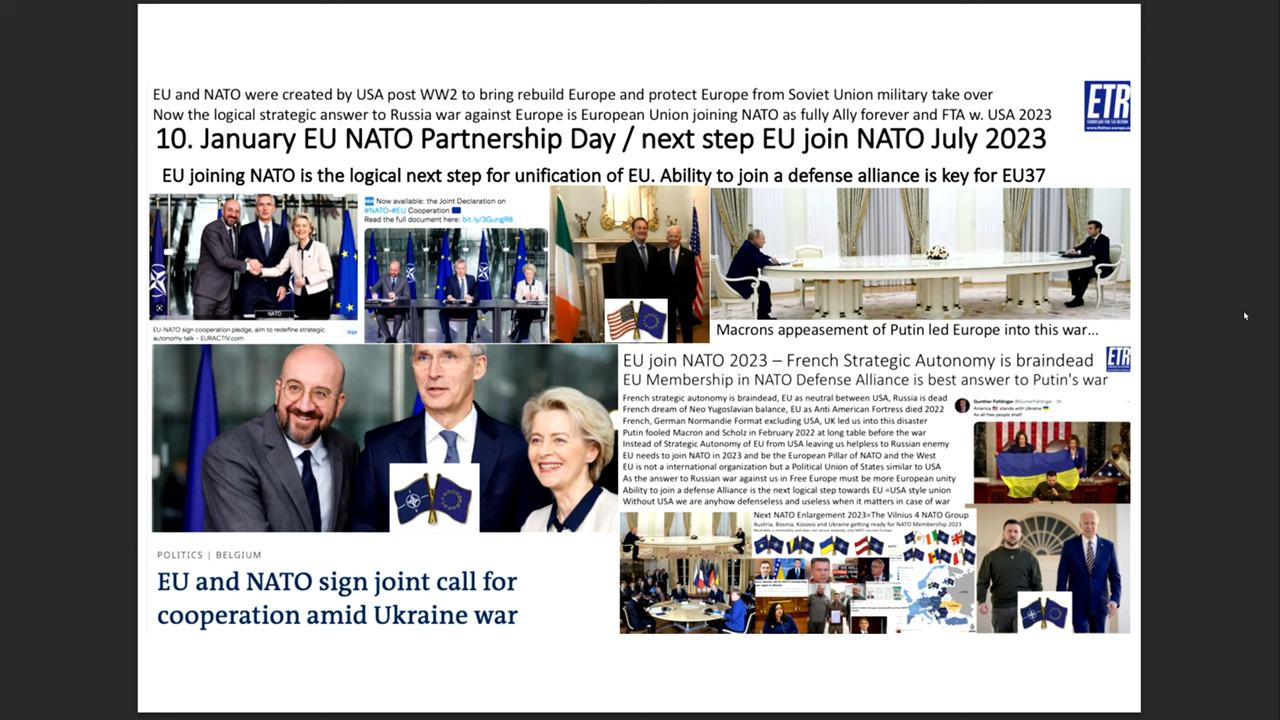 EU and NATO were created by USA post WW2 to bring rebuild Europe and protect Europe from Soviet Union military take over
Now the logical strategic answer to Russia war against Europe is European Union joining NATO as fully Ally forever and FTA w. USA 2023
10. January EU NATO Partnership Day / next step EU join NATO July 2023
EU joining NATO is the logical next step for unification of EU. Ability to join a defense alliance is key for EU37
ETR
Now available: the Joint Declaration on
#NATO-#EU Cooperation
Read the full document here: bit.ly/3GungR8
NATO
EU-NATO sign cooperation pledge, aim to redefine strategic
autonomy talk - EURACTIV.com
Visit
Macrons appeasement of Putin led Europe into this war...
EU join NATO 2023 – French Strategic Autonomy is braindead
EU Membership in NATO Defense Alliance is best answer to Putin's war
ETR
French strategic autonomy is braindead, EU as neutral between USA, Russia is dead
French dream of Neo Yugoslavian balance, EU as Anti American Fortress died 2022
French, German Normandie Format excluding USA, UK led us into this disaster
Putin fooled Macron and Scholz in February 2022 at long table before the war
Instead of Strategic Autonomy of EU from USA leaving us helpless to Russian enemy
EU needs to join NATO in 2023 and be the European Pillar of NATO and the West
EU is not a international organization but a Political Union of States similar to USA
As the answer to Russian war against us in Free Europe must be more European unity
Ability to join a defense Alliance is the next logical step towards EU =USA style union
Without USA we are anyhow defenseless and useless when it matters in case of war
Gunther Fehlinger @GunterFehlinger
America stands with Ukraine
As all free people shall!
Next NATO Enlargement 2023=The Vilnius 4 NATO Group
Austria, Bosnia, Kosovo and Ukraine getting ready for NATO Membership 2023
POLITICS | BELGIUM
EU and NATO sign joint call for
cooperation amid Ukraine war